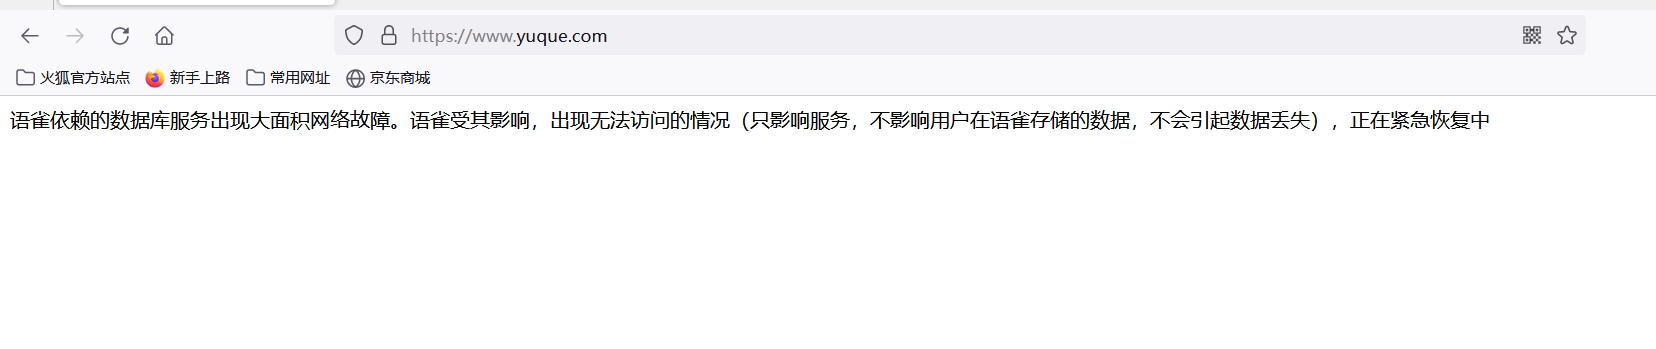 https://www.yuque.com
火狐官方站点 新手上路 常用网址 京东商城
语雀依赖的数据库服务出现大面积网络故障。语雀受其影响，出现无法访问的情况（只影响服务，不影响用户在语雀存储的数据，不会引起数据丢失），正在紧急恢复中